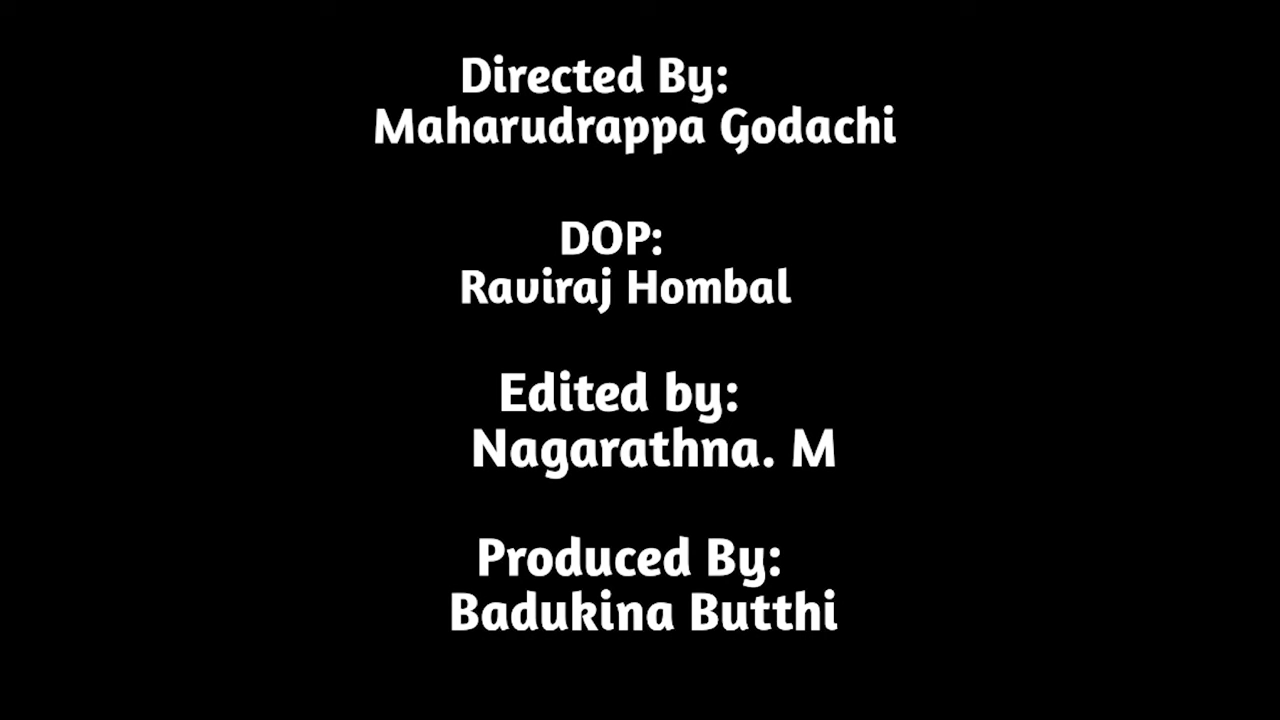 Directed By:
Maharudrappa Godachi
DOP:
Raviraj Hombal
Edited by:
Nagarathna. M
Produced By:
Badukina Butthi